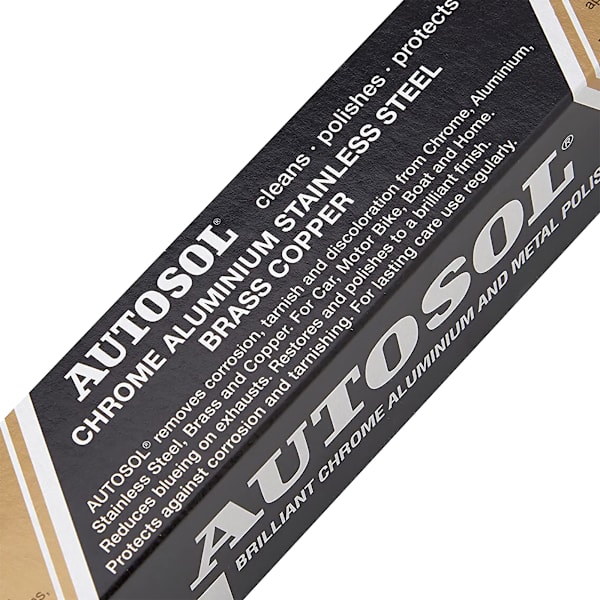 AUTOSOL® cleans · polishes · protects
CHROME ALUMINIUM STAINLESS STEEL
BRASS COPPER
AUTOSOL® removes corrosion, tarnish and discoloration from Chrome, Aluminium,
Stainless Steel, Brass and Copper. For Car, Motor Bike, Boat and Home.
Reduces blueing on exhausts. Restores and polishes to a brilliant finish.
Protects against corrosion and tarnishing. For lasting care use regularly.
AUTOSOL®
BRILLIANT CHROME ALUMINIUM AND METAL POLIS